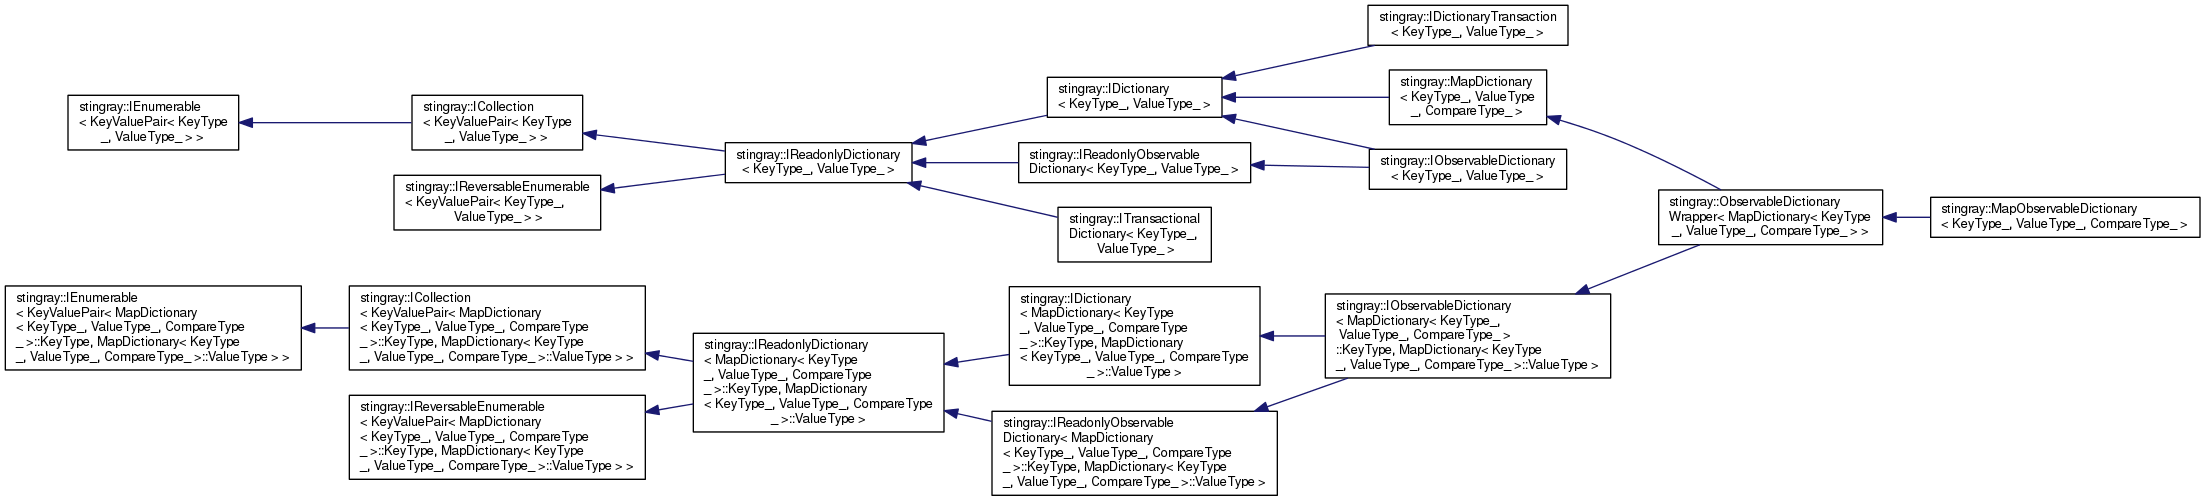 stingray::IDictionaryTransaction
< KeyType_, ValueType_ >
stingray::IDictionary
< KeyType_, ValueType_ >
stingray::MapDictionary
< KeyType_, ValueType
_, CompareType_ >
stingray::IEnumerable
< KeyValuePair< KeyType
_, ValueType_ > >
stingray::ICollection
< KeyValuePair< KeyType
_, ValueType_ > >
stingray::IReadonlyDictionary
< KeyType_, ValueType_ >
stingray::IReadonlyObservable
Dictionary< KeyType_, ValueType_ >
stingray::IObservableDictionary
< KeyType_, ValueType_ >
stingray::IReversableEnumerable
< KeyValuePair< KeyType_,
ValueType_ > >
stingray::ITransactional
Dictionary< KeyType_,
ValueType_ >
stingray::ObservableDictionary
Wrapper< MapDictionary< KeyType
_, ValueType_, CompareType_ > >
stingray::MapObservableDictionary
< KeyType_, ValueType_, CompareType_ >
stingray::IEnumerable
< KeyValuePair< MapDictionary
< KeyType_, ValueType_, CompareType
_ >::KeyType, MapDictionary< KeyType
_, ValueType_, CompareType_ >::ValueType > >
stingray::ICollection
< KeyValuePair< MapDictionary
< KeyType_, ValueType_, CompareType
_ >::KeyType, MapDictionary< KeyType
_, ValueType_, CompareType_ >::ValueType > >
stingray::IReadonlyDictionary
< MapDictionary< KeyType
_, ValueType_, CompareType
_ >::KeyType, MapDictionary
< KeyType_, ValueType_, CompareType
_ >::ValueType >
stingray::IDictionary
< MapDictionary< KeyType
_, ValueType_, CompareType
_ >::KeyType, MapDictionary
< KeyType_, ValueType_, CompareType
_ >::ValueType >
stingray::IObservableDictionary
< MapDictionary< KeyType_,
ValueType_, CompareType_ >
::KeyType, MapDictionary< KeyType
_, ValueType_, CompareType_ >::ValueType >
stingray::IReversableEnumerable
< KeyValuePair< MapDictionary
< KeyType_, ValueType_, CompareType
_ >::KeyType, MapDictionary< KeyType
_, ValueType_, CompareType_ >::ValueType > >
stingray::IReadonlyObservable
Dictionary< MapDictionary
< KeyType_, ValueType_, CompareType
_ >::KeyType, MapDictionary< KeyType
_, ValueType_, CompareType_ >::ValueType >